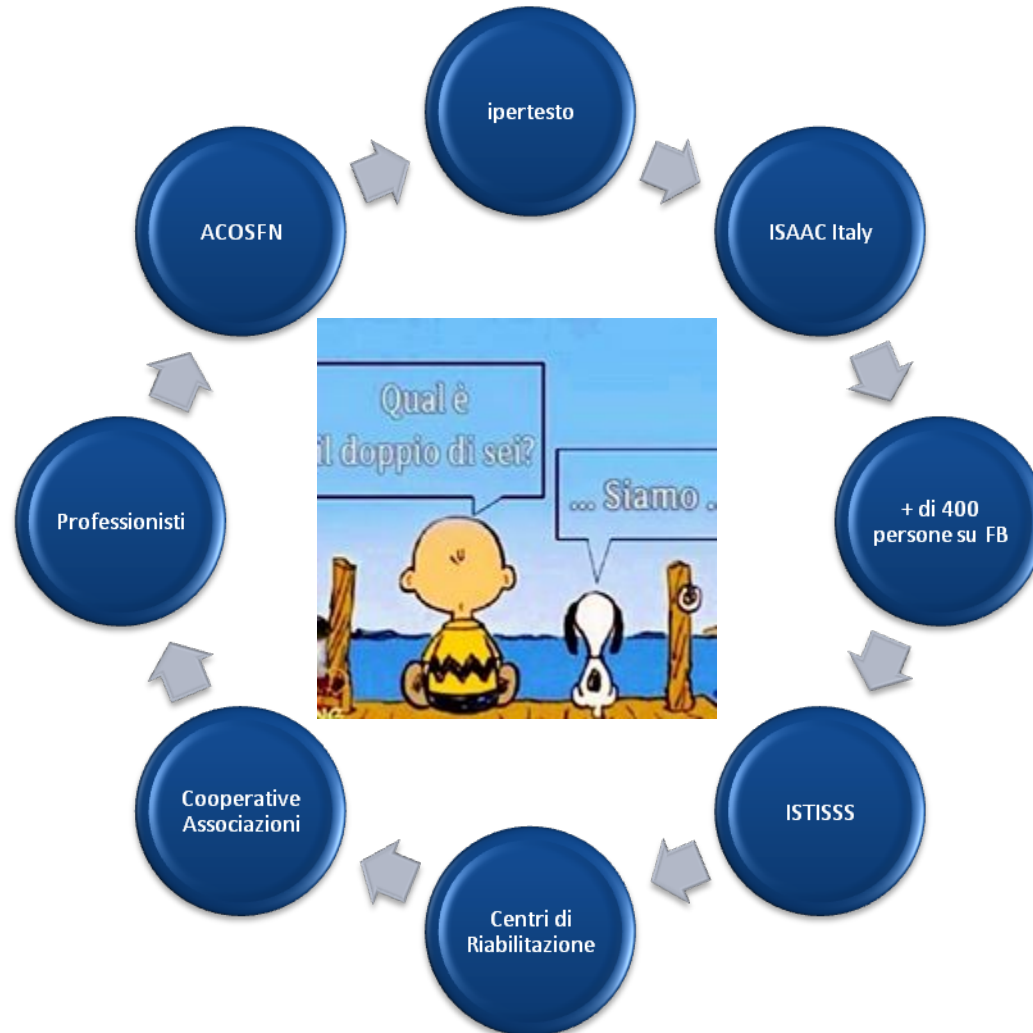 ipertesto
ISAAC Italy
+ di 400
persone su FB
ISTISSS
Centri di
Riabilitazione
Cooperative
Associazioni
Professionisti
ACOSFN
Qual è
il doppio di sei?
... Siamo ..